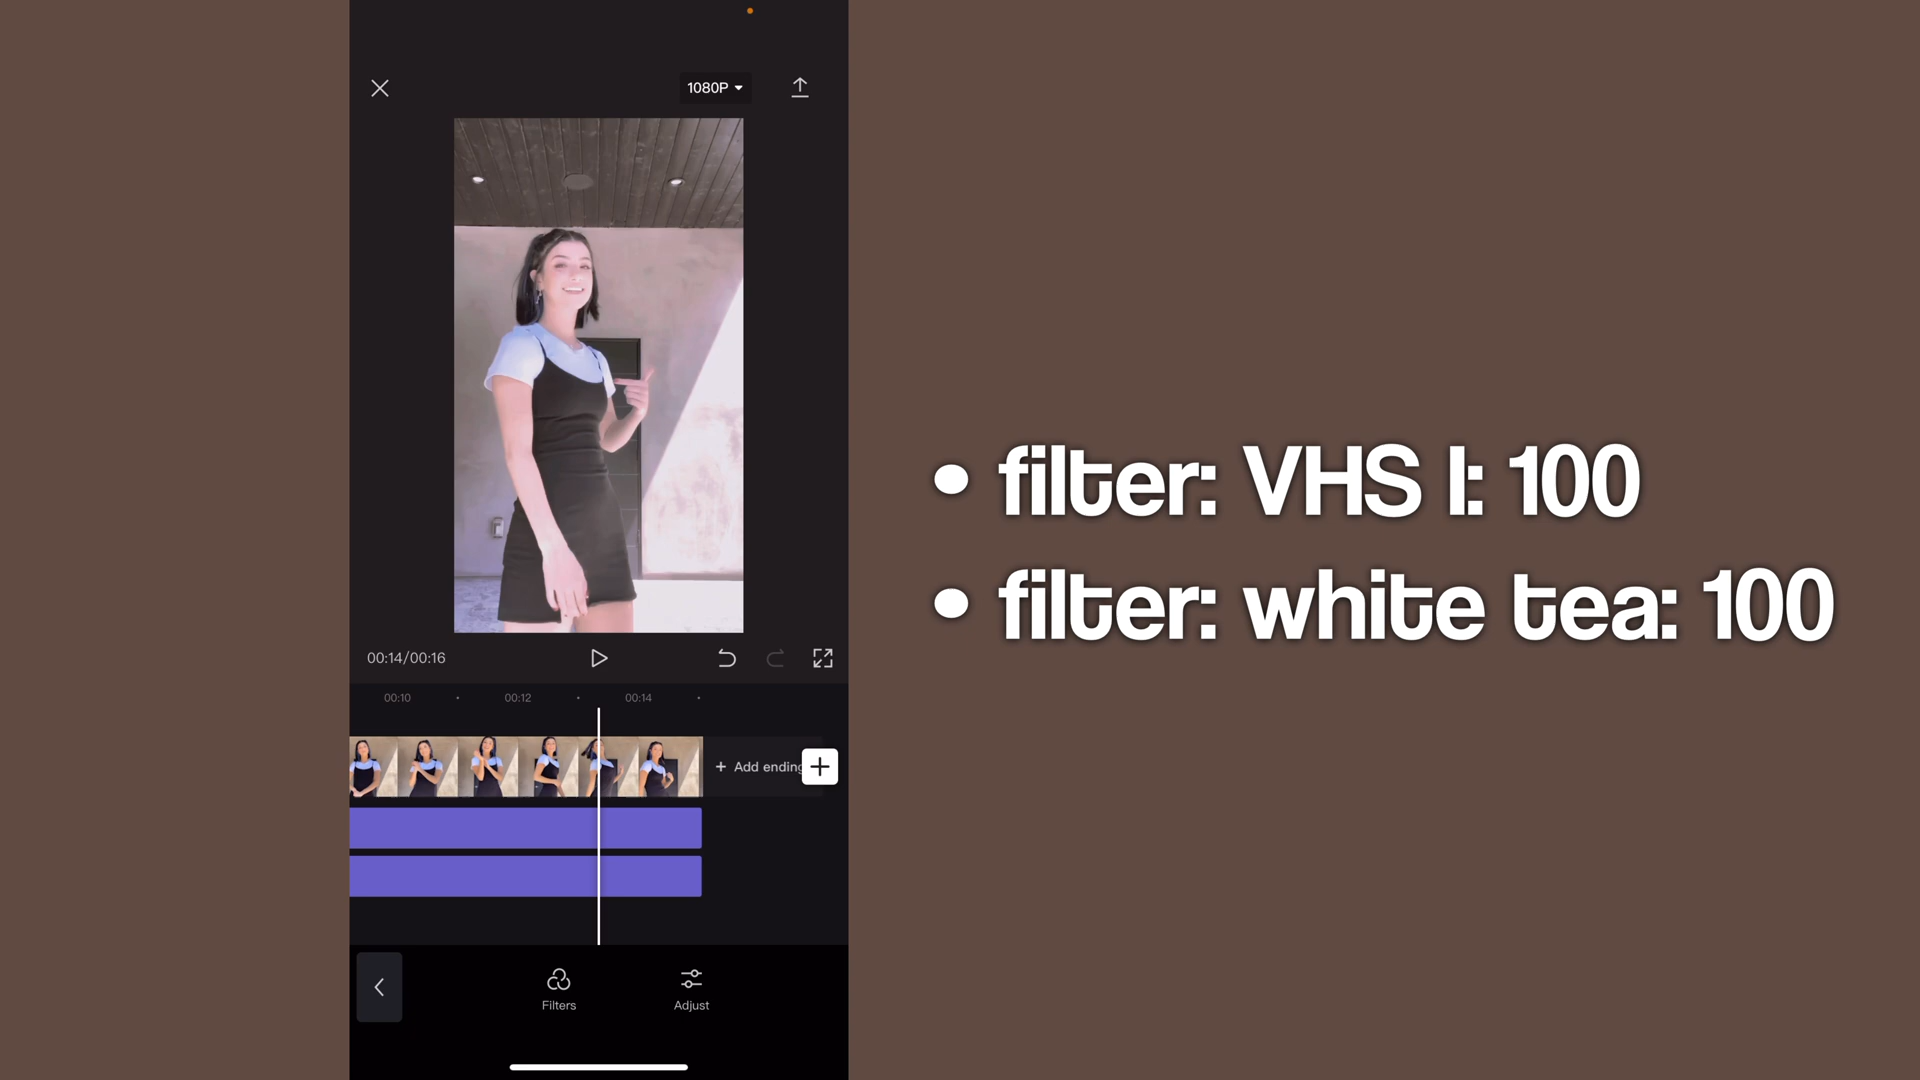 1080P
00:14/00:16
00:10 00:12 00:14
+ Add ending
Filters Adjust
• filter: VHS I: 100
• filter: white tea: 100